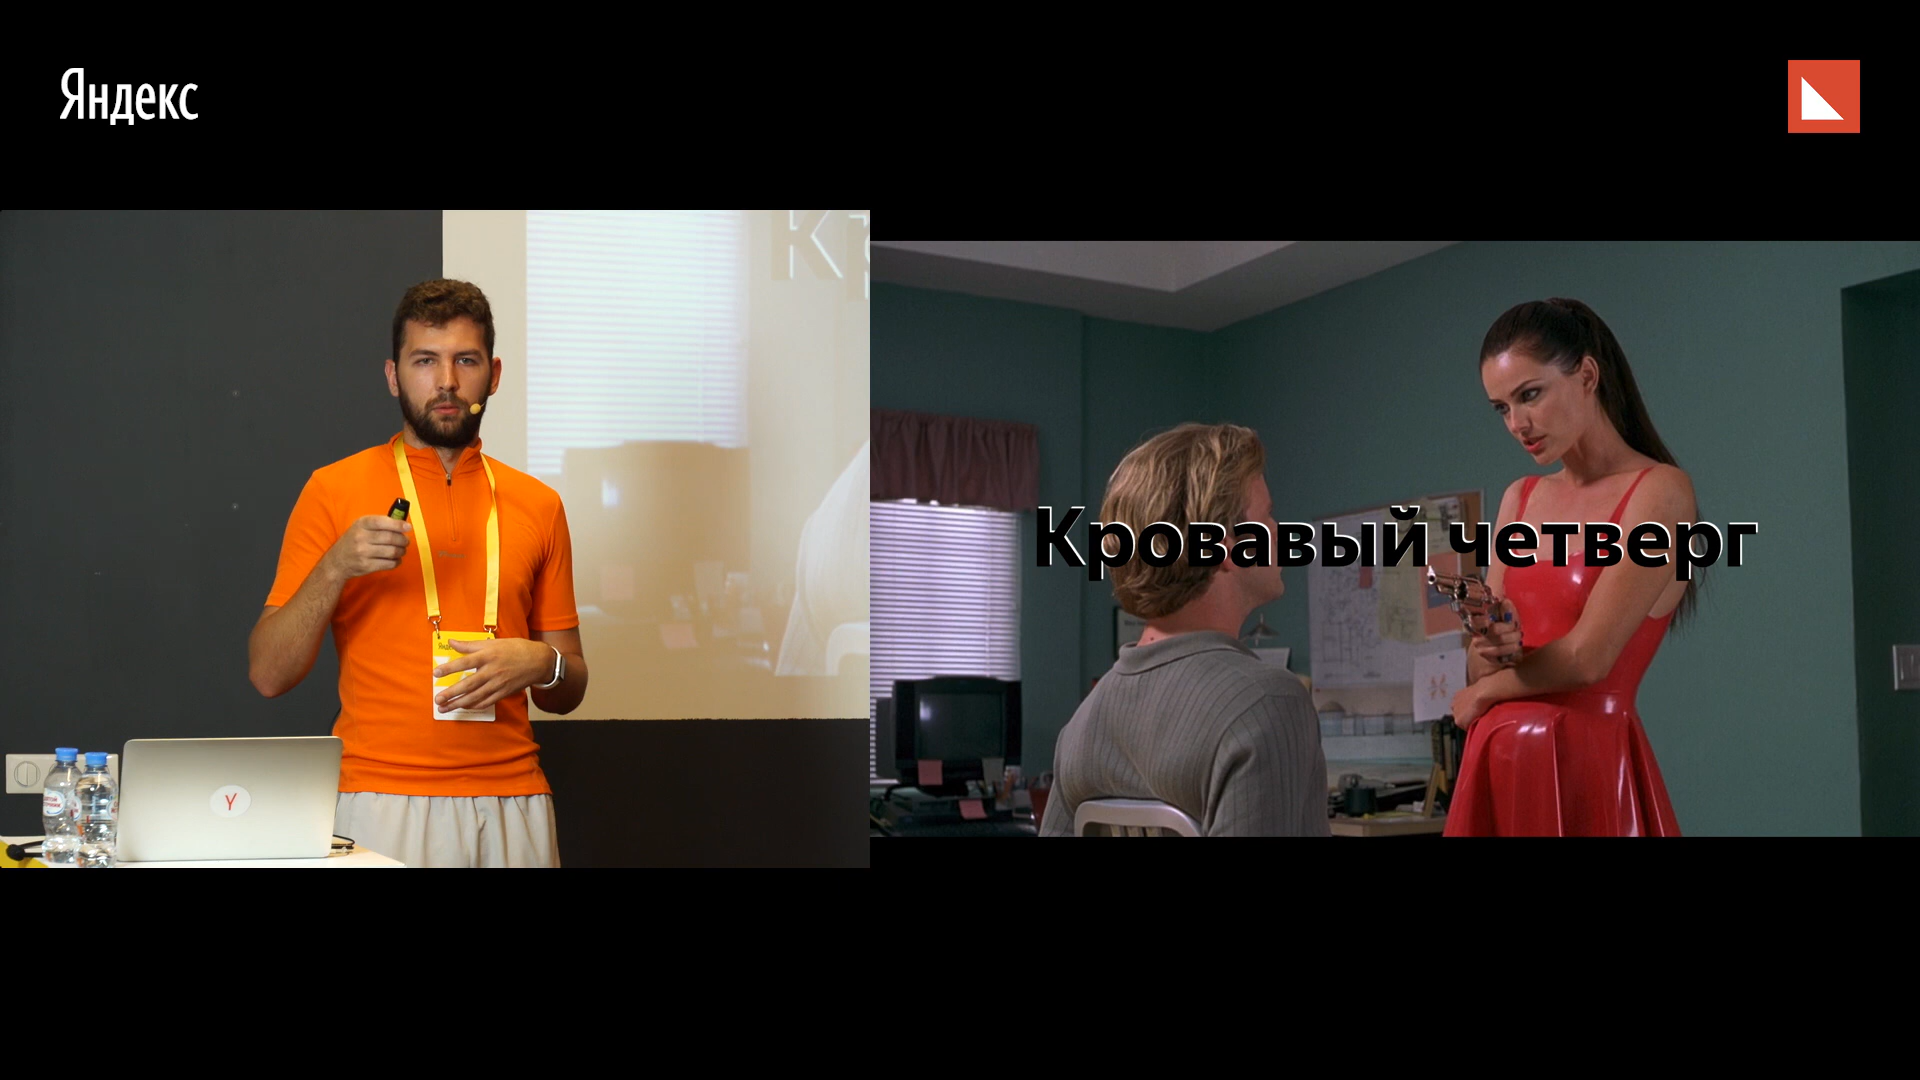 Яндекс
Кровавый четверг
К
Y